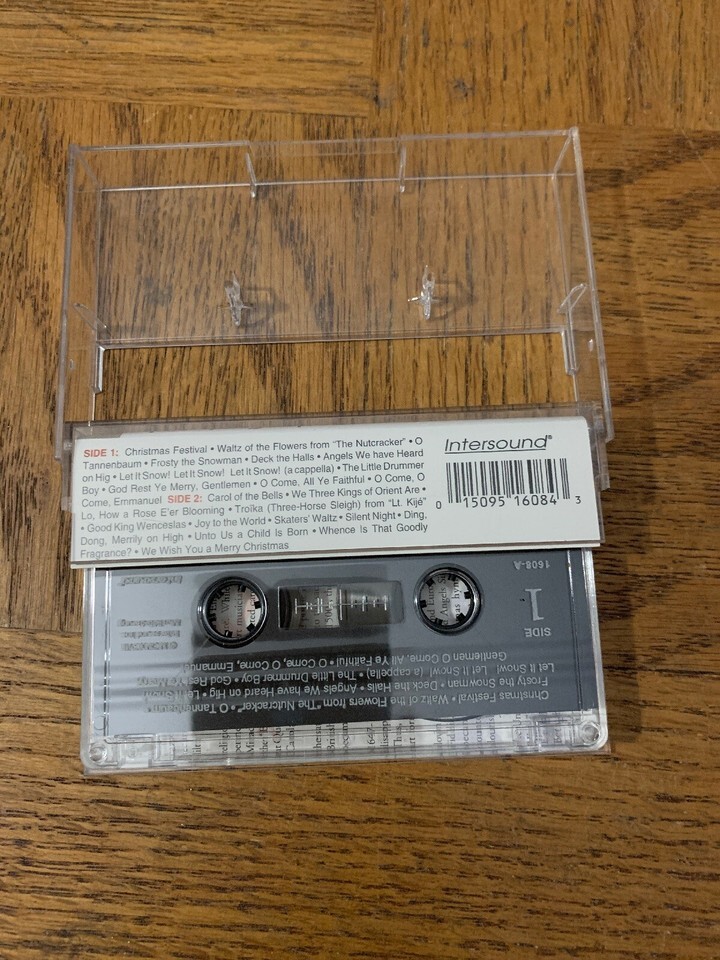 SIDE 1: Christmas Festival • Waltz of the Flowers from "The Nutcracker" • O
Tannenbaum • Frosty the Snowman • Deck the Halls • Angels We have Heard
on Hig • Let It Snow! Let It Snow! Let It Snow! (a cappella) • The Little Drummer
Boy • God Rest Ye Merry, Gentlemen • O Come, All Ye Faithful • O Come, O
Come, Emmanuel SIDE 2: Carol of the Bells • We Three Kings of Orient Are •
Lo, How a Rose E'er Blooming • Troïka (Three-Horse Sleigh) from "Lt. Kijé"
• Good King Wenceslas • Joy to the World • Skaters' Waltz • Silent Night • Ding,
Dong, Merrily on High • Unto Us a Child Is Born • Whence Is That Goodly
Fragrance? • We Wish You a Merry Christmas
Intersound®
0 15095 16084 3
Christmas Festival • Waltz of the Flowers from "The Nutcracker" • O Tannenbaum •
Frosty the Snowman • Deck the Halls • Angels We have Heard on Hig • Let It Snow!
Let It Snow! Let It Snow! (a cappella) • The Little Drummer Boy • God Rest Ye Merry,
Gentlemen O Come, All Ye Faithful • O Come, O Come, Emmanuel
SIDE
1
1608-A
Intersound